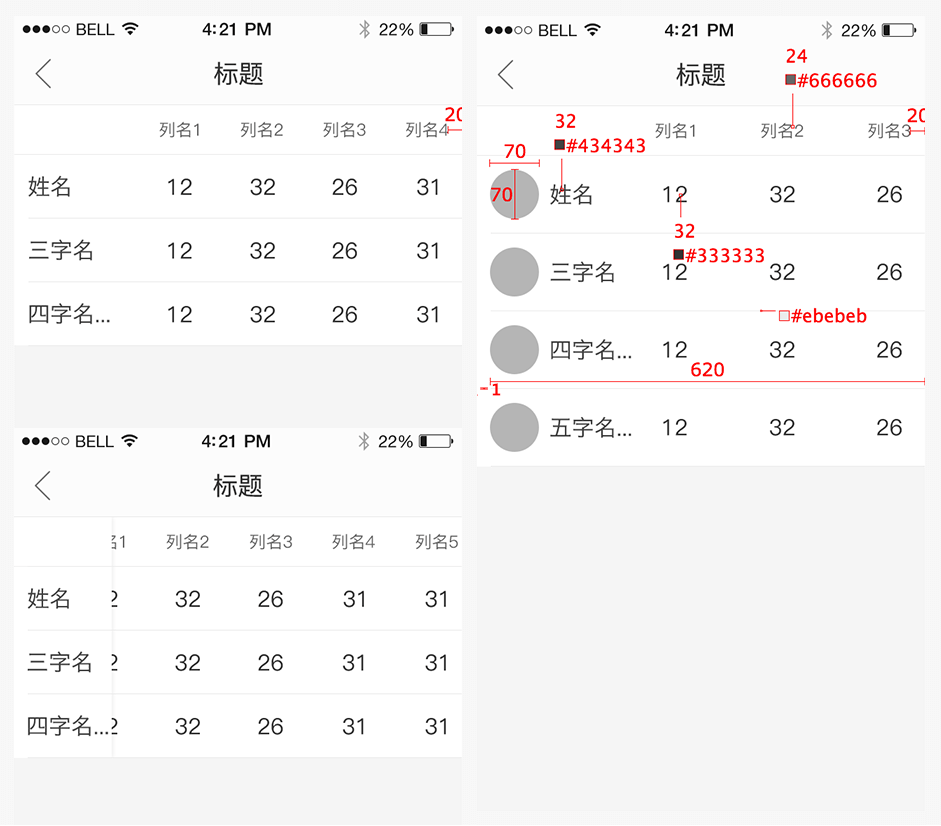 BELL 4:21 PM 22%
标题
20
列名1 列名2 列名3 列名4
姓名 12 32 26 31
三字名 12 32 26 31
四字名... 12 32 26 31
BELL 4:21 PM 22%
标题
名1 列名2 列名3 列名4 列名5
姓名 2 32 26 31 31
三字名 2 32 26 31 31
四字名...2 32 26 31 31
BELL 4:21 PM 22%
标题
24
#666666
20
32
列名1 列名2 列名3
#434343
70
70 姓名 12 32 26
32
#333333
三字名 12 32 26
#ebebeb
四字名... 12 32 26
620
1
五字名... 12 32 26